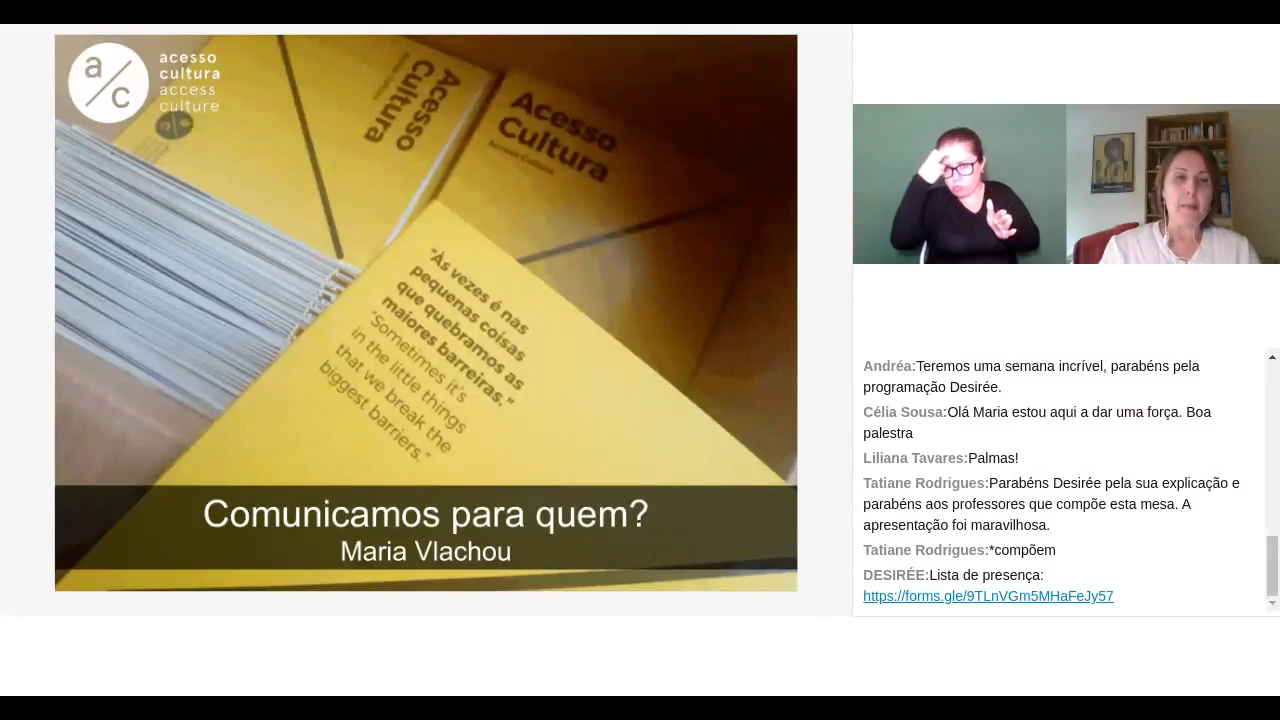 acesso
cultura
access
culture
a/c
Acesso
Cultura
Acesso
Cultura
Access Culture
"Às vezes é nas
pequenas coisas
que quebramos as
maiores barreiras."
"Sometimes it's
in the little things
that we break the
biggest barriers."
Comunicamos para quem?
Maria Vlachou
Andréa:Teremos uma semana incrível, parabéns pela
programação Desirée.
Célia Sousa:Olá Maria estou aqui a dar uma força. Boa
palestra
Liliana Tavares:Palmas!
Tatiane Rodrigues:Parabéns Desirée pela sua explicação e
parabéns aos professores que compõe esta mesa. A
apresentação foi maravilhosa.
Tatiane Rodrigues:*compõem
DESIRÉE:Lista de presença:
https://forms.gle/9TLnVGm5MHaFeJy57